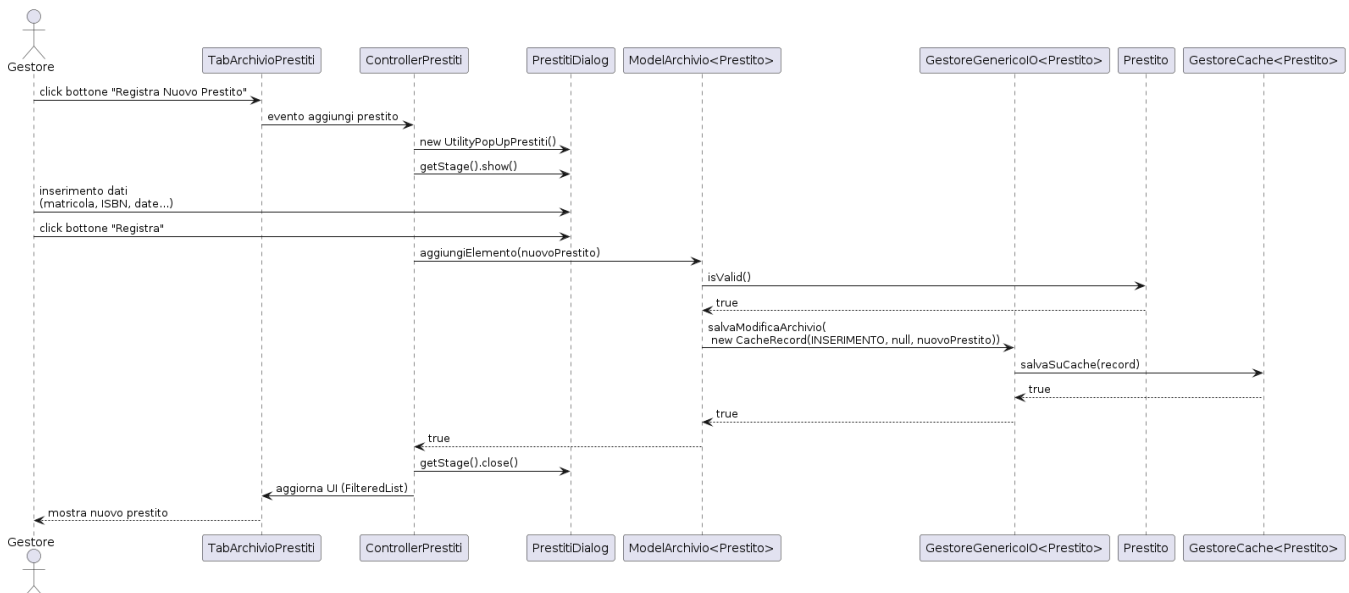 Gestore
TabArchivioPrestiti
ControllerPrestiti
PrestitiDialog
ModelArchivio<Prestito>
GestoreGenericoIO<Prestito>
Prestito
GestoreCache<Prestito>
click bottone "Registra Nuovo Prestito"
evento aggiungi prestito
new UtilityPopUpPrestiti()
getStage().show()
inserimento dati
(matricola, ISBN, date...)
click bottone "Registra"
aggiungiElemento(nuovoPrestito)
isValid()
true
salvaModificaArchivio(
new CacheRecord(INSERIMENTO, null, nuovoPrestito))
salvaSuCache(record)
true
true
true
getStage().close()
aggiorna UI (FilteredList)
mostra nuovo prestito
Gestore
TabArchivioPrestiti
ControllerPrestiti
PrestitiDialog
ModelArchivio<Prestito>
GestoreGenericoIO<Prestito>
Prestito
GestoreCache<Prestito>